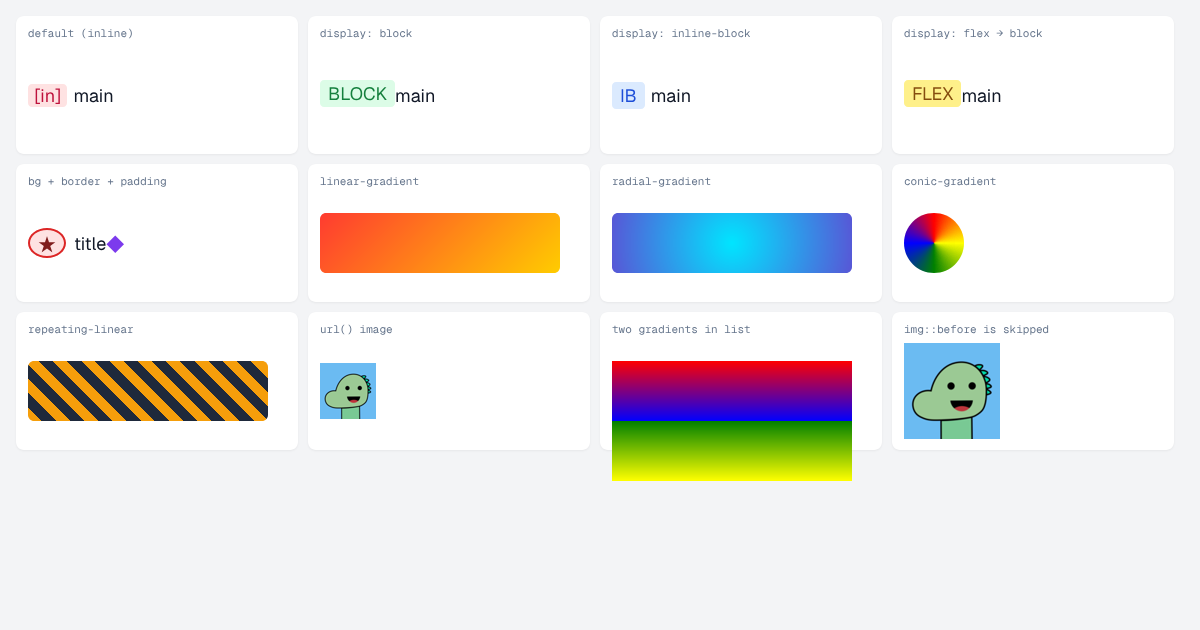 default (inline)
[in] main
display: block
BLOCK main
display: inline-block
IB main
display: flex → block
FLEX main
bg + border + padding
★ title◆
linear-gradient
radial-gradient
conic-gradient
repeating-linear
url() image
two gradients in list
img::before is skipped